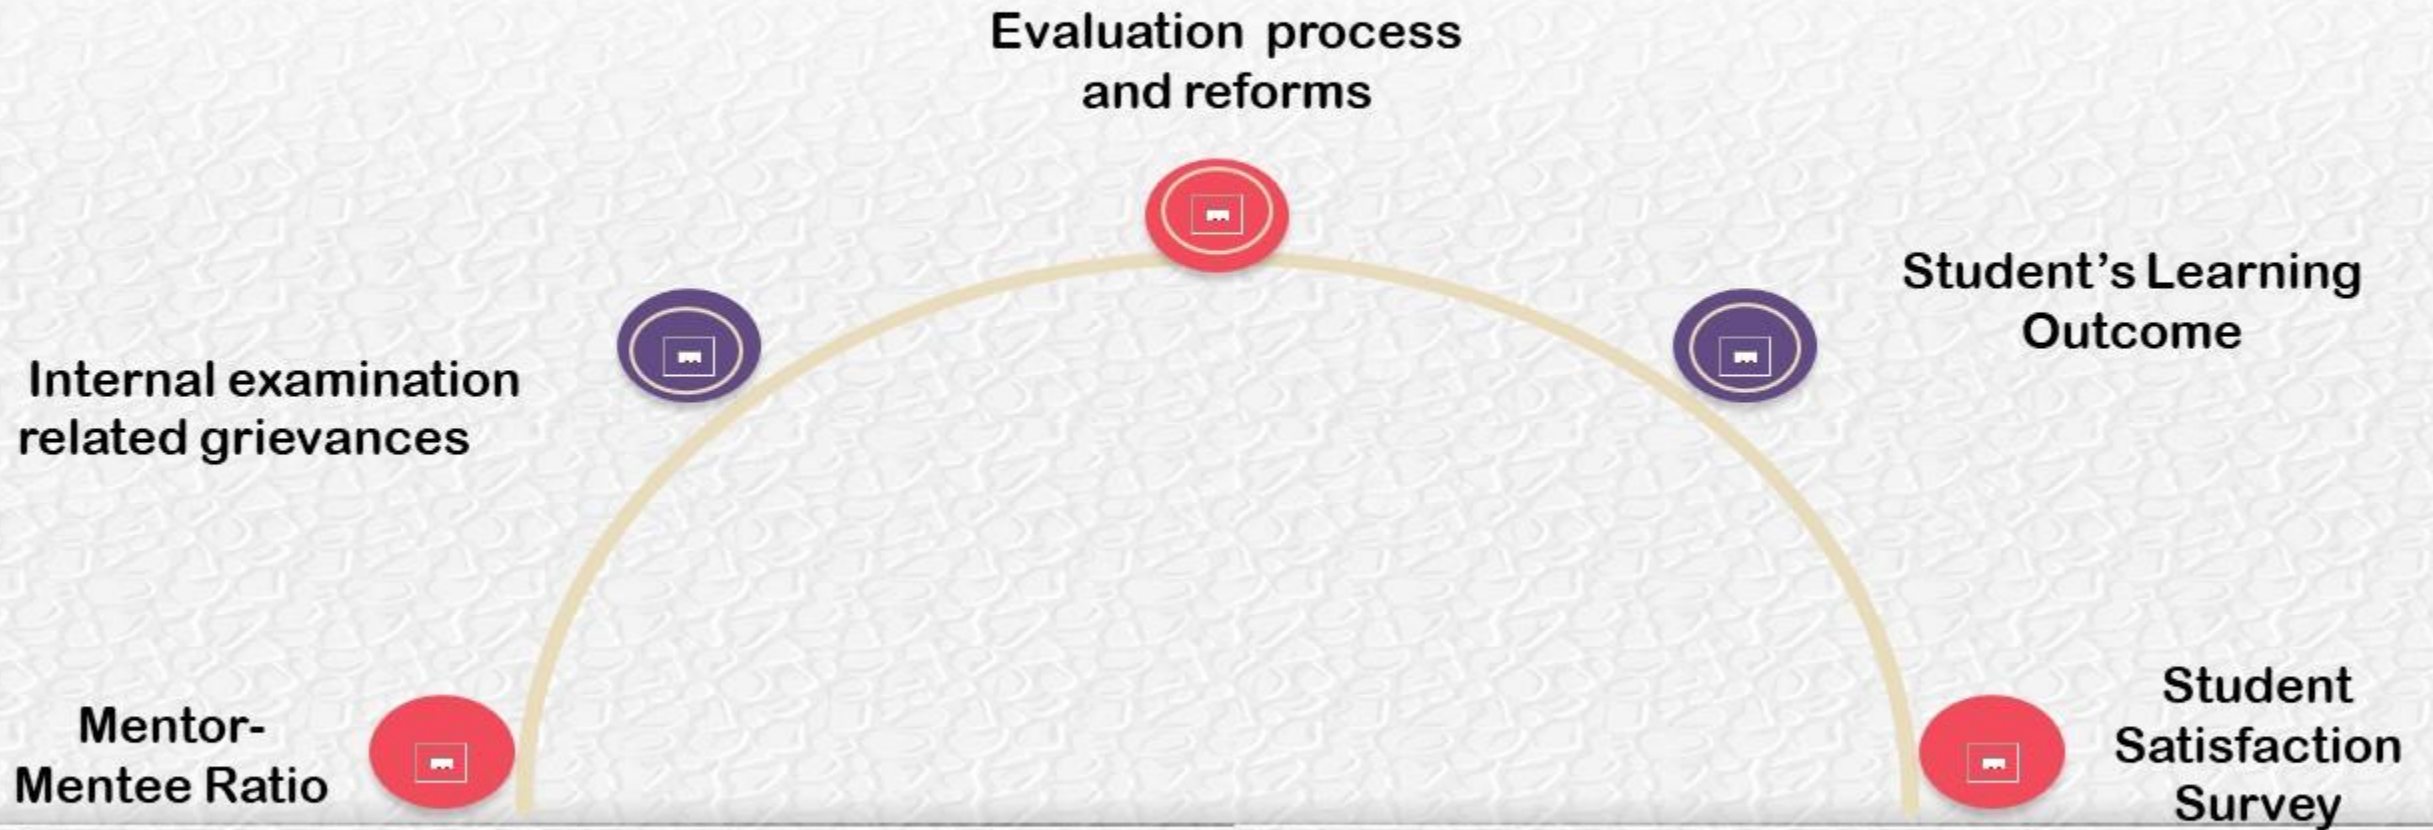 Evaluation process
and reforms
Student's Learning
Outcome
Internal examination
related grievances
Mentor-
Mentee Ratio
Student
Satisfaction
Survey